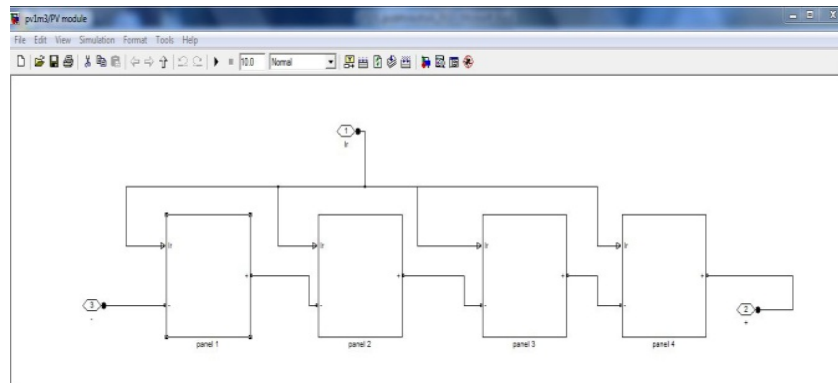 pv1m3/PV module
File Edit View Simulation Format Tools Help
10.0 Normal
1
Ir
Ir Ir Ir Ir
+ + + +
3 - - - - 2
- +
panel 1 panel 2 panel 3 panel 4